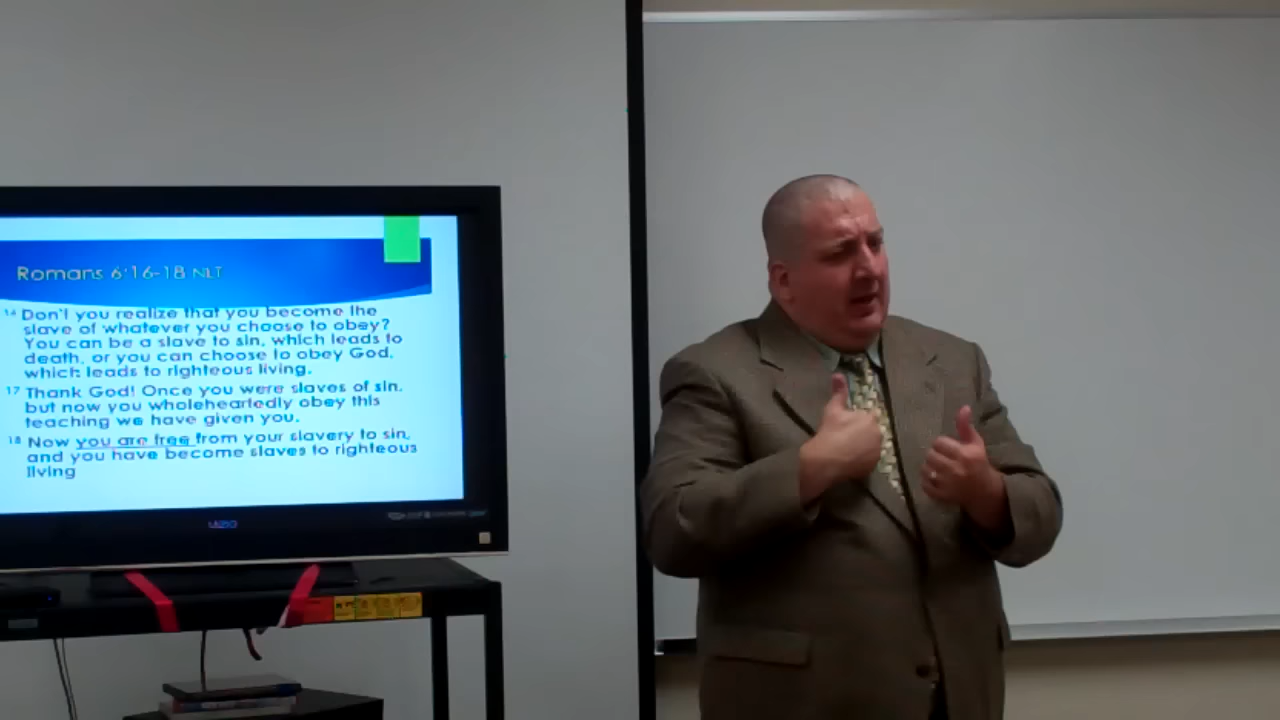 Romans 6:16-18 NLT
16 Don't you realize that you become the
slave of whatever you choose to obey?
You can be a slave to sin, which leads to
death, or you can choose to obey God,
which leads to righteous living.
17 Thank God! Once you were slaves of sin,
but now you wholeheartedly obey this
teaching we have given you.
18 Now you are free from your slavery to sin,
and you have become slaves to righteous
living
VIZIO